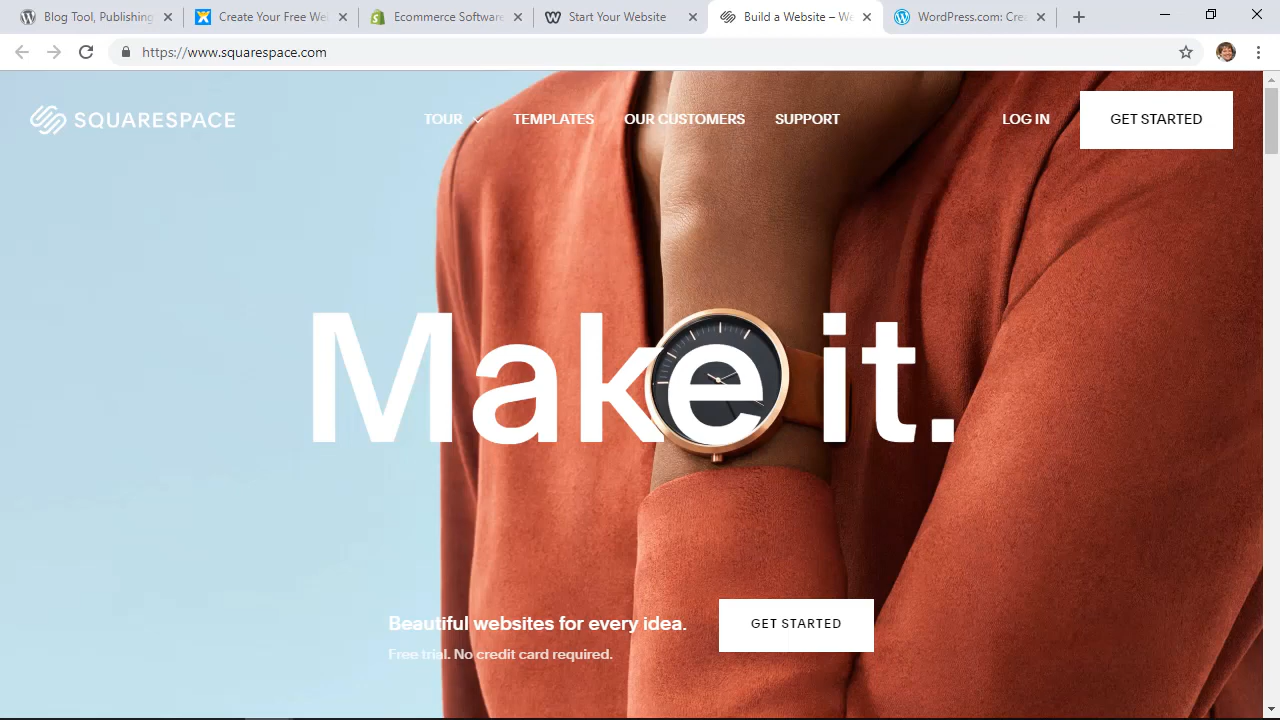 Blog Tool, Publishing
Create Your Free We
Ecommerce Software
Start Your Website
Build a Website – W
WordPress.com: Cre
https://www.squarespace.com
SQUARESPACE
TOUR
TEMPLATES
OUR CUSTOMERS
SUPPORT
LOG IN
GET STARTED
Make it.
Beautiful websites for every idea.
GET STARTED
Free trial. No credit card required.